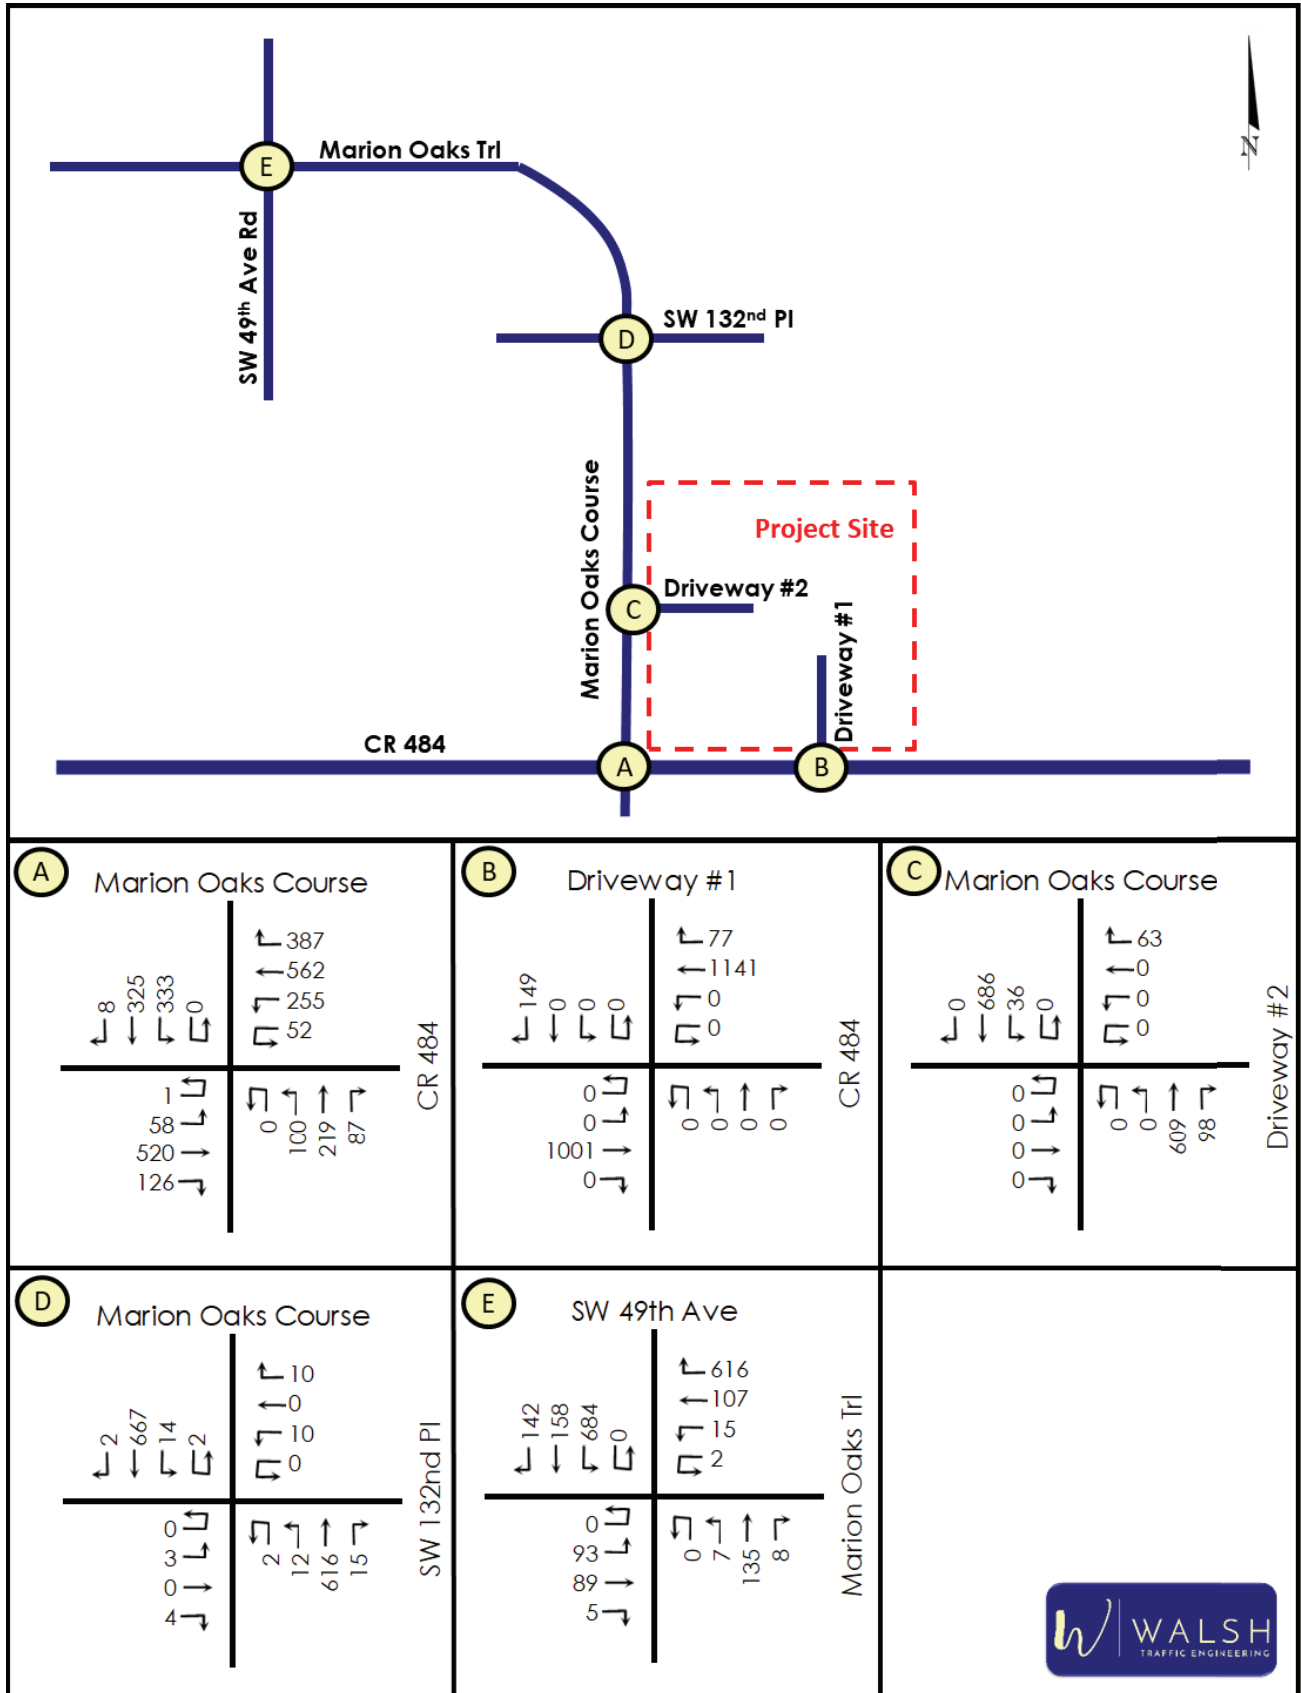 N
E
Marion Oaks Trl
SW 49th Ave Rd
D
SW 132nd Pl
Marion Oaks Course
Project Site
C
Driveway #2
Driveway #1
CR 484
A
B
A
Marion Oaks Course
8
325
333
0
387
562
255
52
CR 484
1
58
520
126
0
100
219
87
B
Driveway #1
149
0
0
0
77
1141
0
0
CR 484
0
0
1001
0
0
0
0
0
C
Marion Oaks Course
0
686
36
0
63
0
0
0
Driveway #2
0
0
0
0
0
0
609
98
D
Marion Oaks Course
2
667
14
2
10
0
10
0
SW 132nd Pl
0
3
0
4
2
12
616
15
E
SW 49th Ave
142
158
684
0
616
107
15
2
Marion Oaks Trl
0
93
89
5
0
7
135
8
W
WALSH
TRAFFIC ENGINEERING